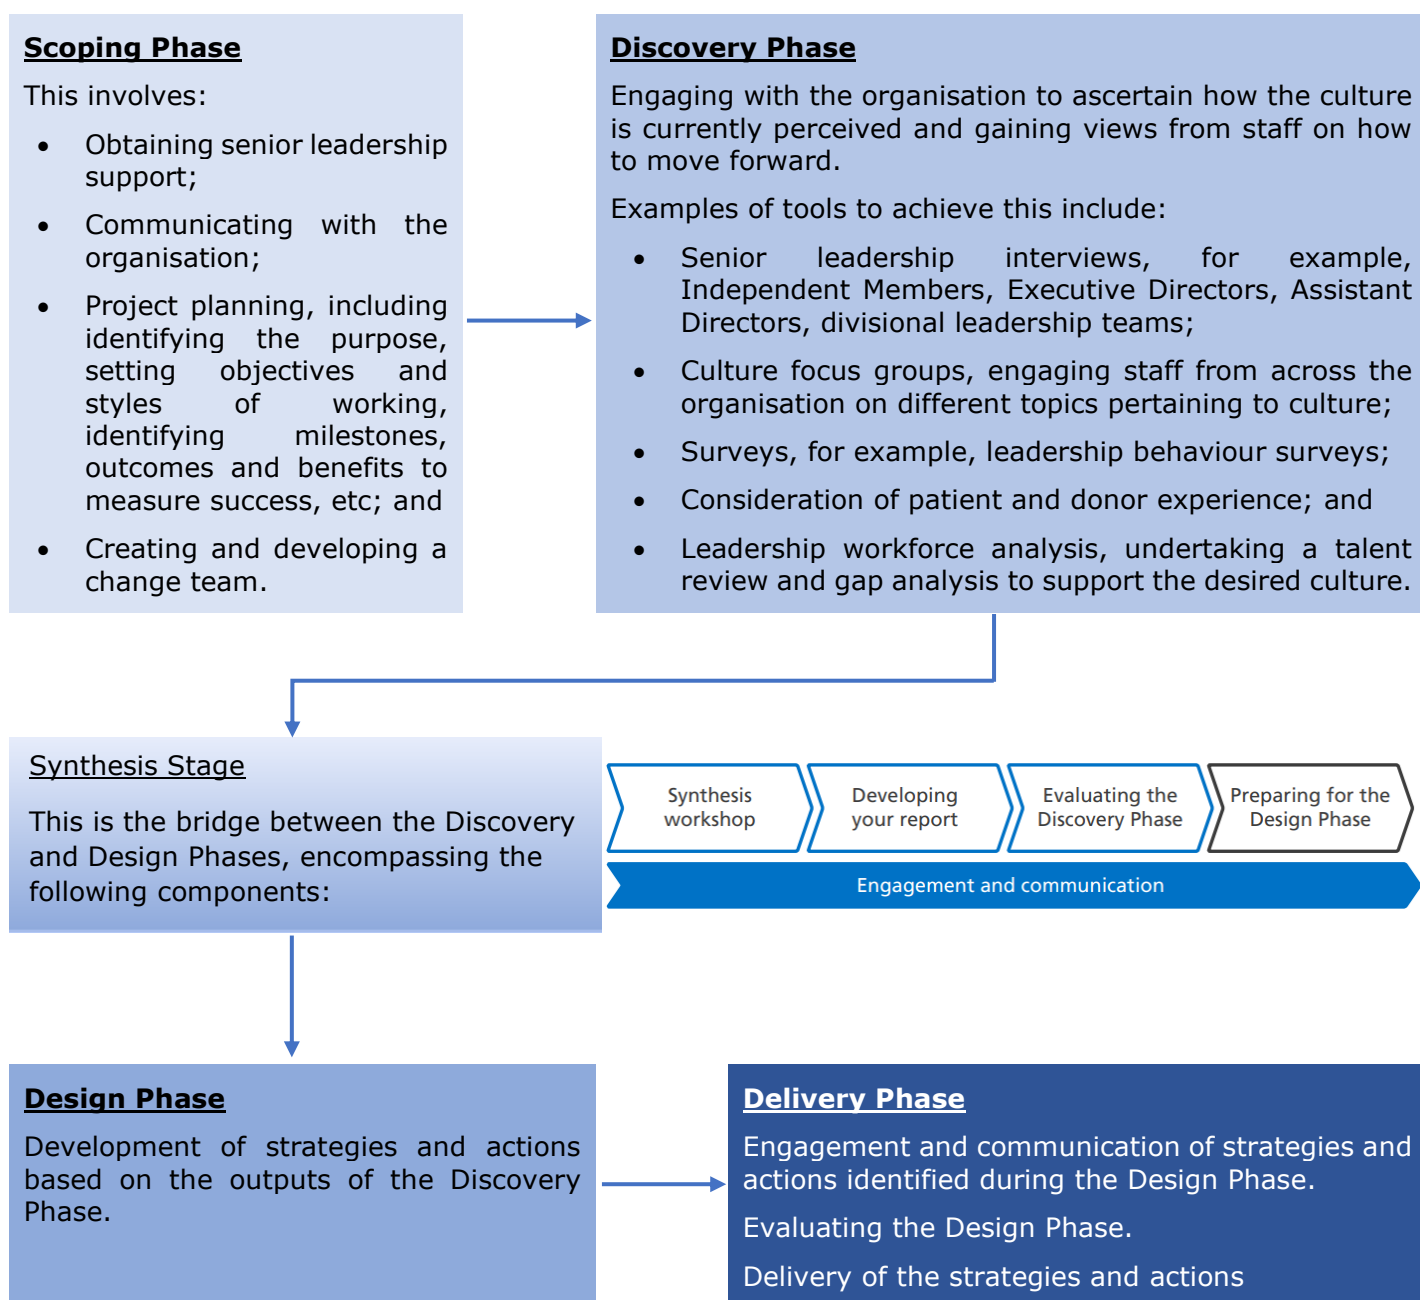 Scoping Phase
This involves:
• Obtaining senior leadership
support;
• Communicating with the
organisation;
• Project planning, including
identifying the purpose,
setting objectives and
styles of working,
identifying milestones,
outcomes and benefits to
measure success, etc; and
• Creating and developing a
change team.
Discovery Phase
Engaging with the organisation to ascertain how the culture
is currently perceived and gaining views from staff on how
to move forward.
Examples of tools to achieve this include:
• Senior leadership interviews, for example,
Independent Members, Executive Directors, Assistant
Directors, divisional leadership teams;
• Culture focus groups, engaging staff from across the
organisation on different topics pertaining to culture;
• Surveys, for example, leadership behaviour surveys;
• Consideration of patient and donor experience; and
• Leadership workforce analysis, undertaking a talent
review and gap analysis to support the desired culture.
Synthesis Stage
This is the bridge between the Discovery
and Design Phases, encompassing the
following components:
Synthesis
workshop
Developing
your report
Evaluating the
Discovery Phase
Preparing for the
Design Phase
Engagement and communication
Design Phase
Development of strategies and actions
based on the outputs of the Discovery
Phase.
Delivery Phase
Engagement and communication of strategies and
actions identified during the Design Phase.
Evaluating the Design Phase.
Delivery of the strategies and actions